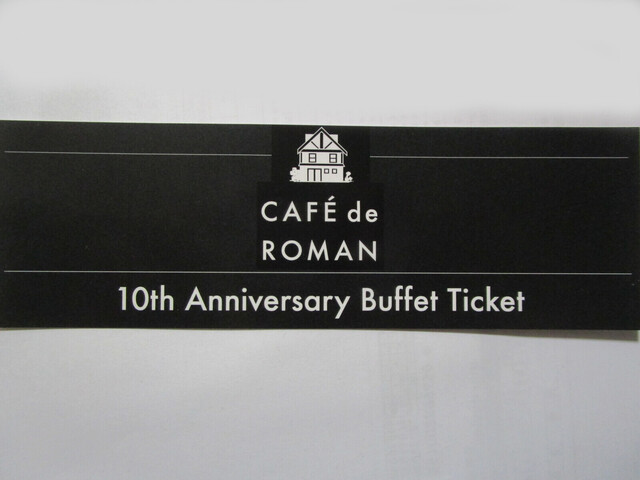 CAFÉ de
ROMAN
10th Anniversary Buffet Ticket